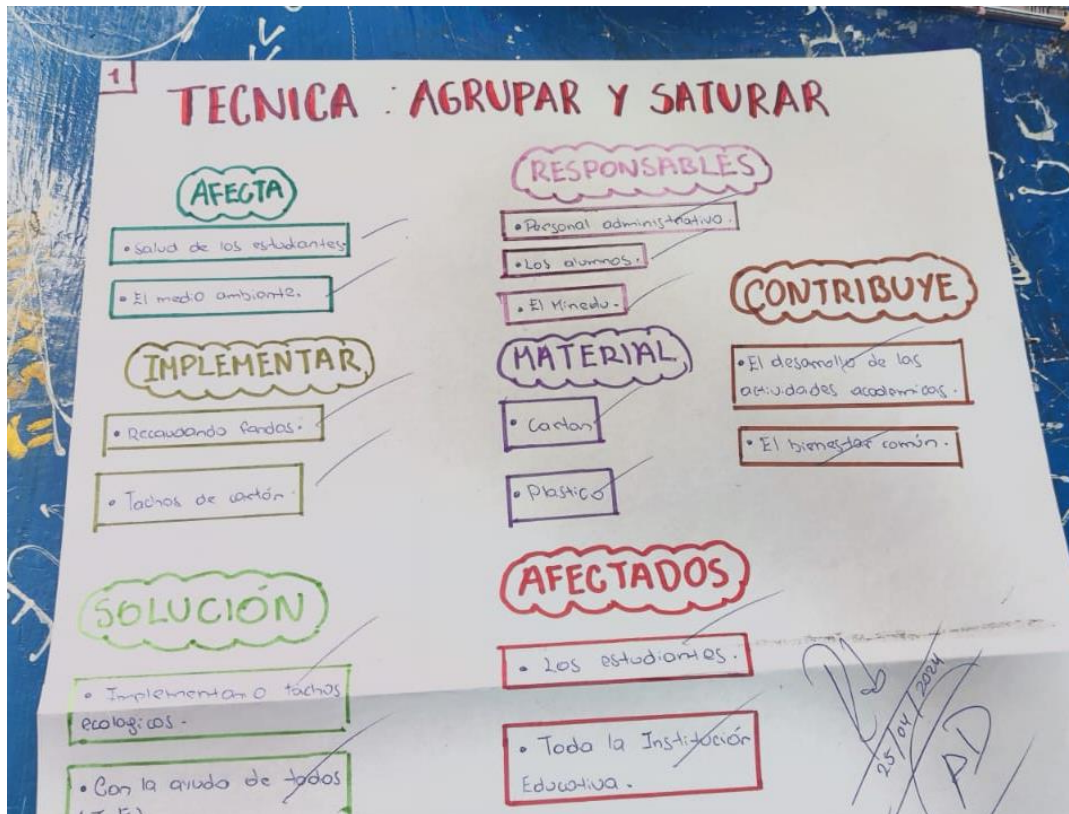 1
TECNICA : AGRUPAR Y SATURAR
AFECTA
• Salud de los estudiantes.
• El medio ambiente.
RESPONSABLES
• Personal administrativo.
• Los alumnos.
• El Minedu.
CONTRIBUYE
• El desarrollo de las
actividades academicas.
• El bienestar común.
IMPLEMENTAR
• Recaudando fondos.
• Tachos de cartón.
MATERIAL
• Carton
• Plastico
SOLUCIÓN
• Implementando tachos
ecologicos.
• Con la ayuda de todos
AFECTADOS
• Los estudiantes.
• Toda la Institución
Educativa.
25/04/2024
PD